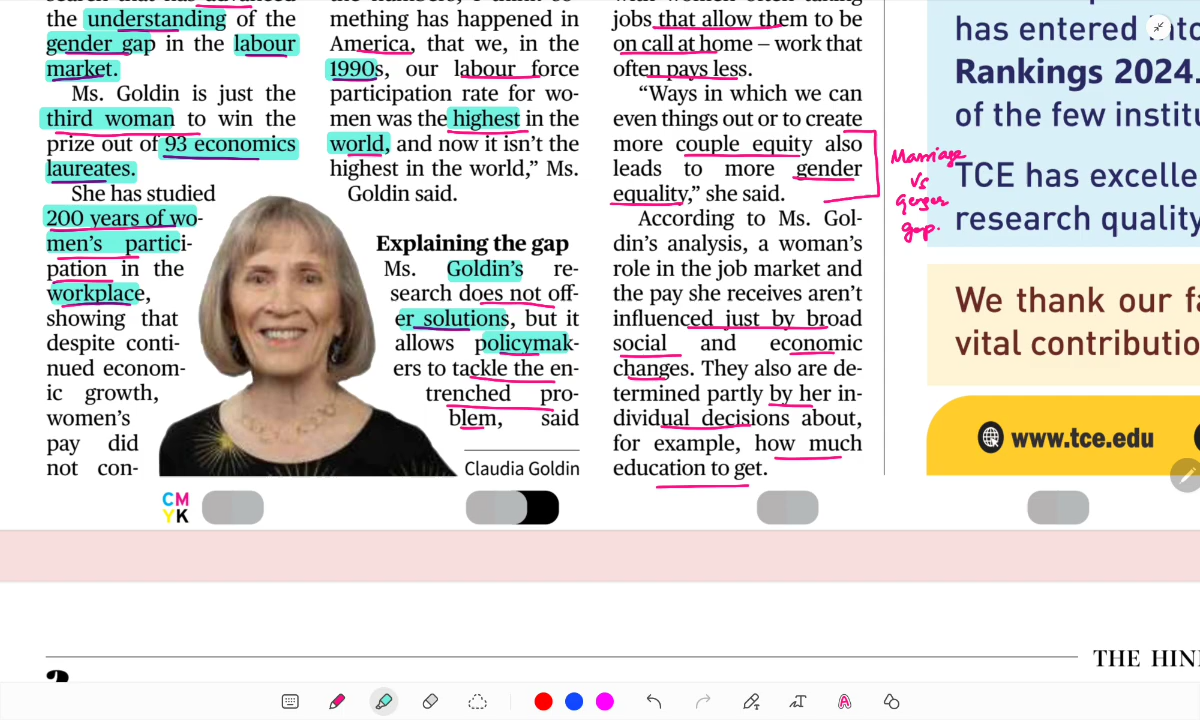 search that has advanced
the understanding of the
gender gap in the labour
market.
Ms. Goldin is just the
third woman to win the
prize out of 93 economics
laureates.
She has studied
200 years of wo-
men’s partici-
pation in the
workplace,
showing that
despite conti-
nued econom-
ic growth,
women’s
pay did
not con-
mething has happened in
America, that we, in the
1990s, our labour force
participation rate for wo-
men was the highest in the
world, and now it isn’t the
highest in the world,” Ms.
Goldin said.
Explaining the gap
Ms. Goldin’s re-
search does not off-
er solutions, but it
allows policymak-
ers to tackle the en-
trenched pro-
blem, said
Claudia Goldin
jobs that allow them to be
on call at home – work that
often pays less.
“Ways in which we can
even things out or to create
more couple equity also
leads to more gender
equality,” she said.
According to Ms. Gol-
din’s analysis, a woman’s
role in the job market and
the pay she receives aren’t
influenced just by broad
social and economic
changes. They also are de-
termined partly by her in-
dividual decisions about,
for example, how much
education to get.
Marriage
vs
gap.
has entered into
Rankings 2024.
of the few institu
TCE has excelle
research quality
We thank our fa
vital contributio
www.tce.edu
CM
YK
THE HIN